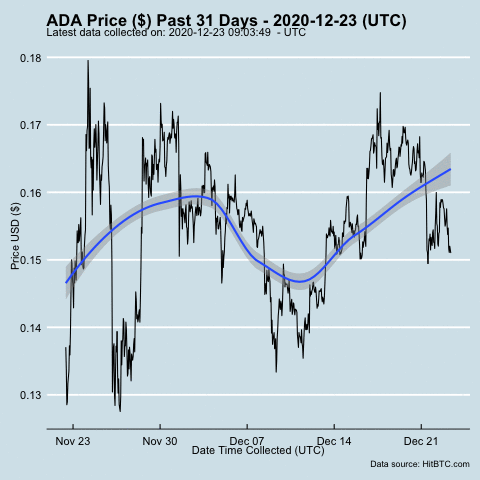 ADA Price ($) Past 31 Days - 2020-12-23 (UTC)
Latest data collected on: 2020-12-23 09:03:49 - UTC
0.18
0.17
0.16
0.15
0.14
0.13
Price USD ($)
Nov 23 Nov 30 Dec 07 Dec 14 Dec 21
Date Time Collected (UTC)
Data source: HitBTC.com